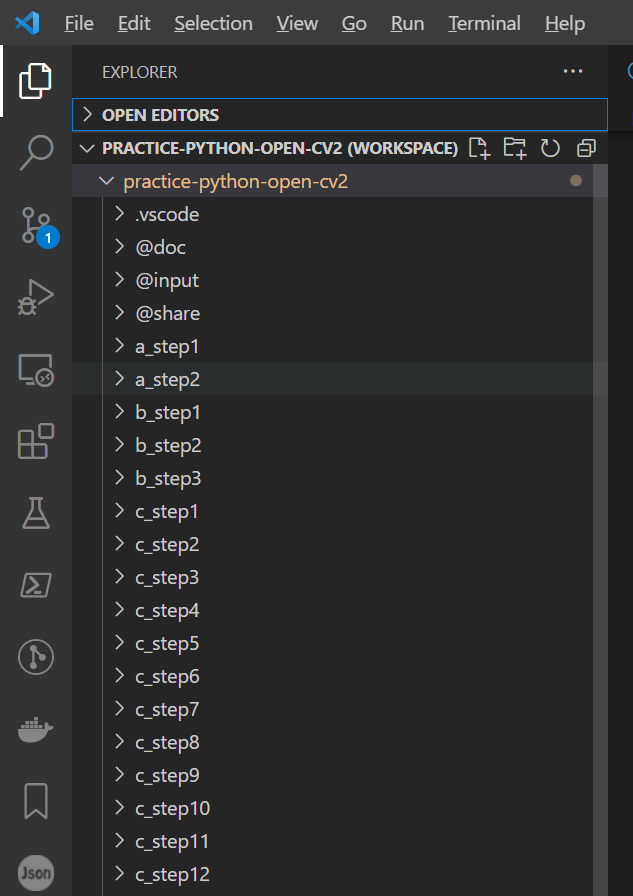 File Edit Selection View Go Run Terminal Help
EXPLORER
OPEN EDITORS
PRACTICE-PYTHON-OPEN-CV2 (WORKSPACE)
practice-python-open-cv2
.vscode
@doc
1
@input
@share
a_step1
a_step2
b_step1
b_step2
b_step3
c_step1
c_step2
c_step3
c_step4
c_step5
c_step6
c_step7
c_step8
c_step9
c_step10
c_step11
c_step12
Json